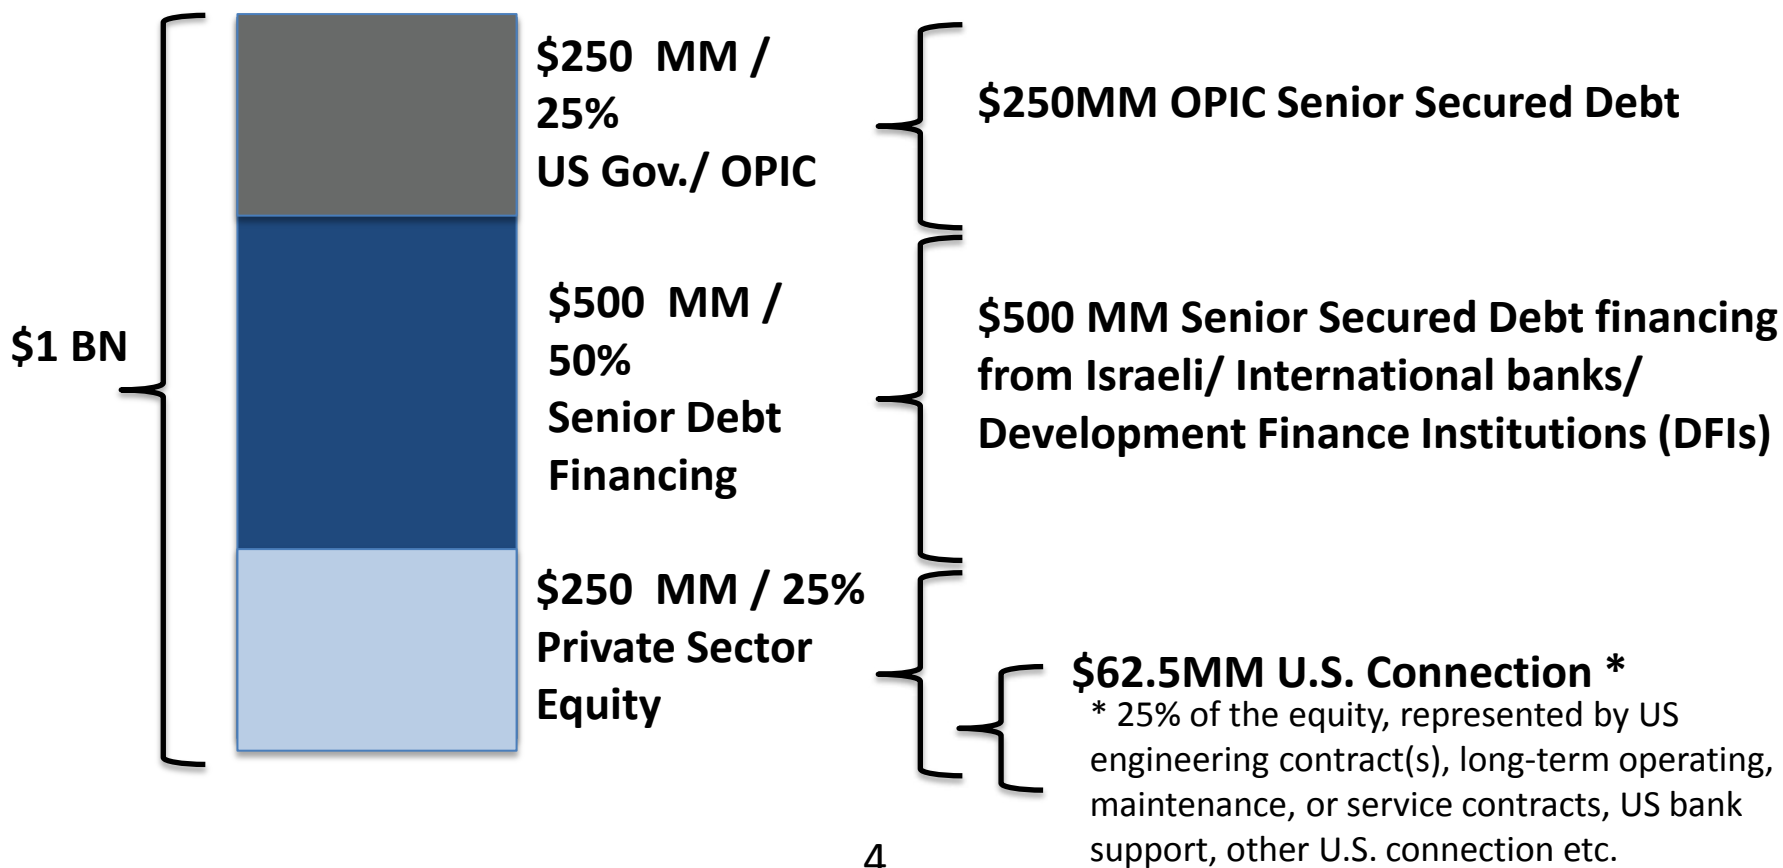 $1 BN
$250  MM /
25%
US Gov./ OPIC
$250MM OPIC Senior Secured Debt
$500  MM /
50%
Senior Debt
Financing
$500 MM Senior Secured Debt financing
from Israeli/ International banks/
Development Finance Institutions (DFIs)
$250  MM / 25%
Private Sector
Equity
$62.5MM U.S. Connection *
* 25% of the equity, represented by US
engineering contract(s), long-term operating,
maintenance, or service contracts, US bank
support, other U.S. connection etc.
4